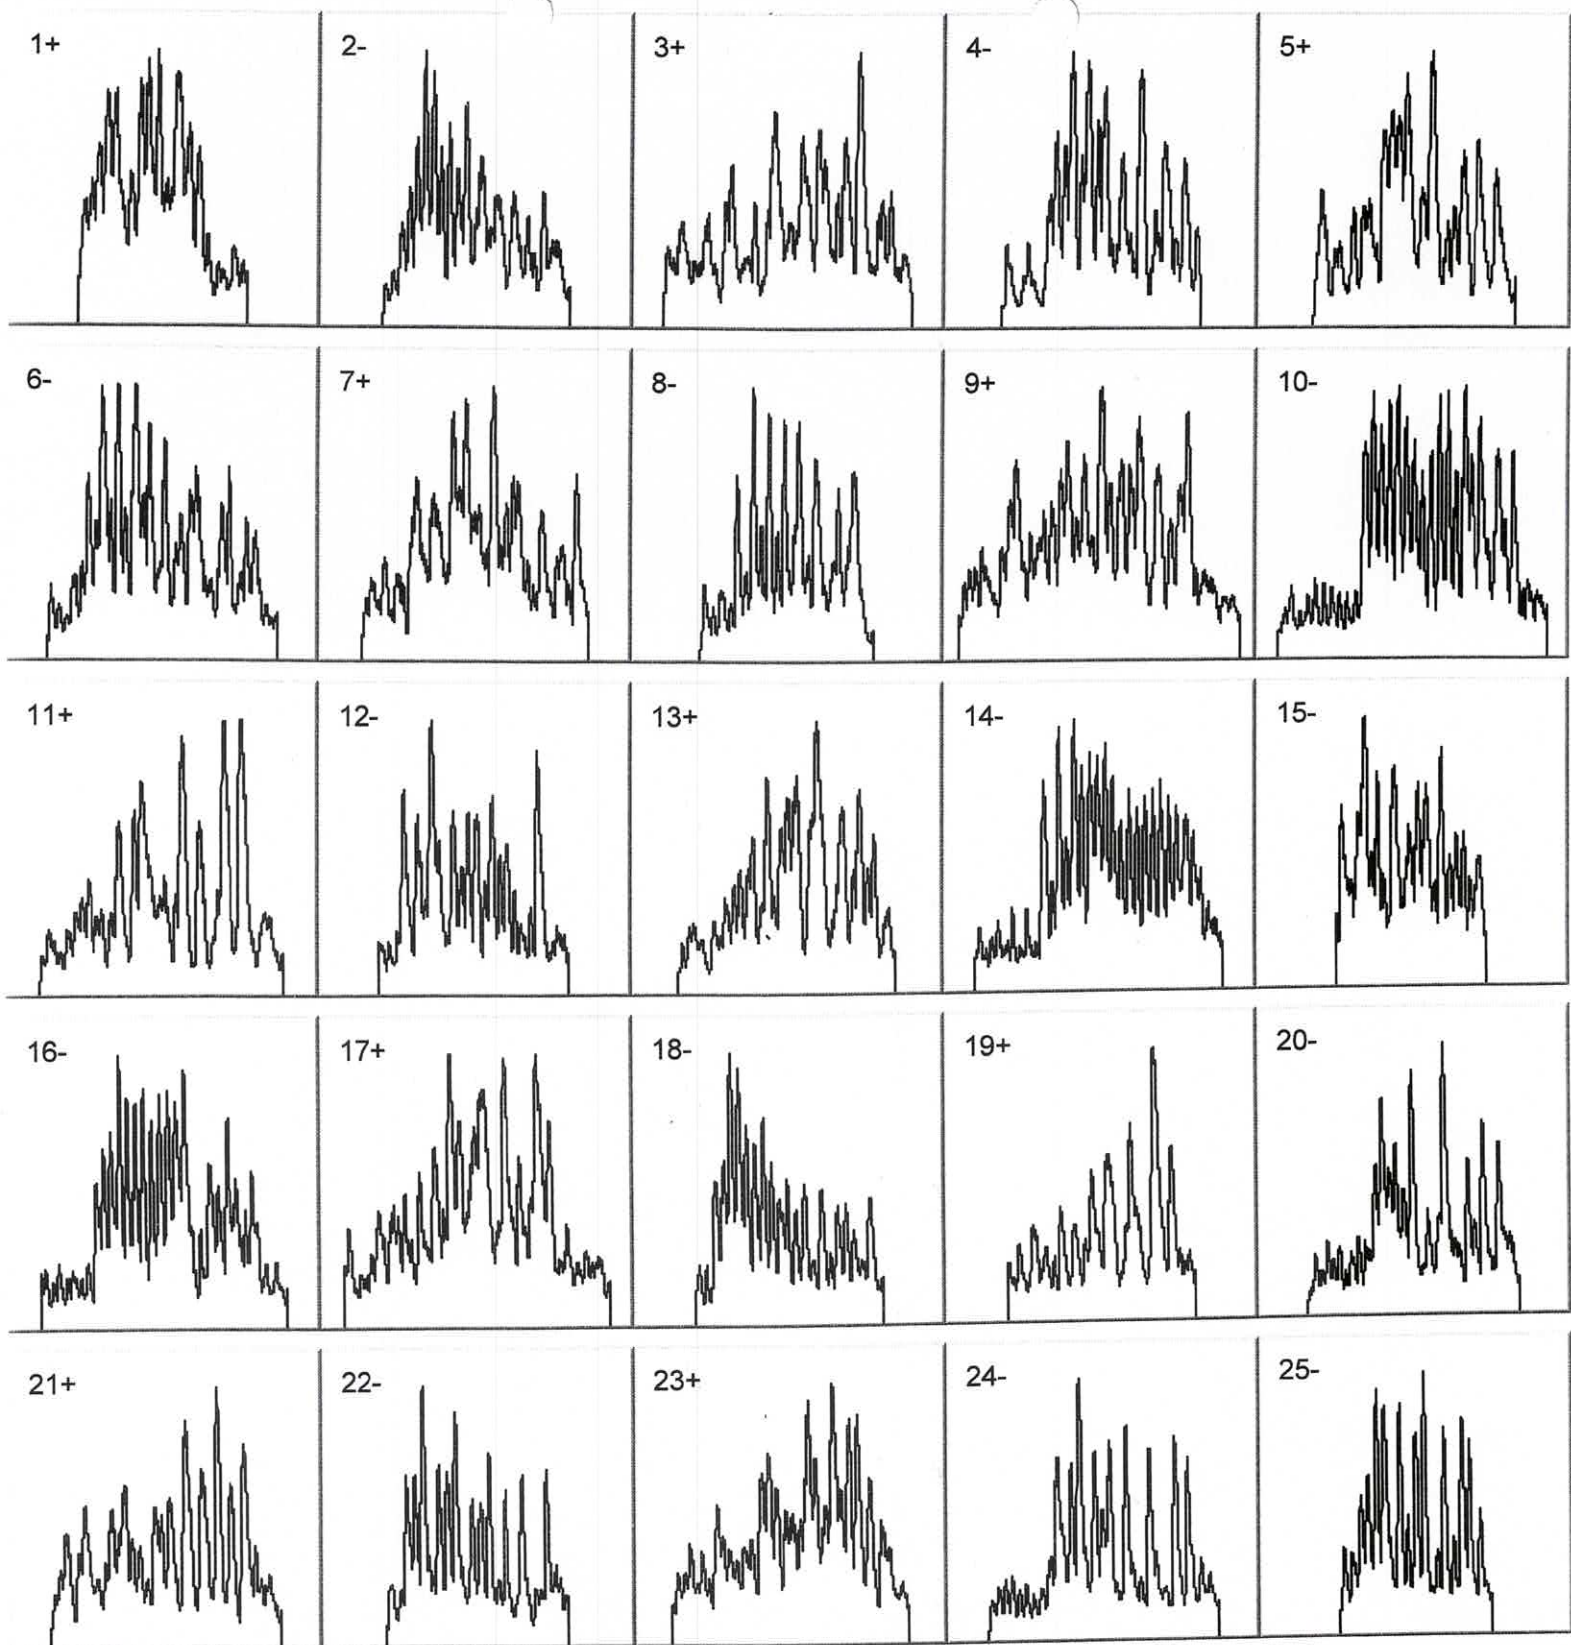 1+ 2- 3+ 4- 5+
6- 7+ 8- 9+ 10-
11+ 12- 13+ 14- 15-
16- 17+ 18- 19+ 20-
21+ 22- 23+ 24- 25-